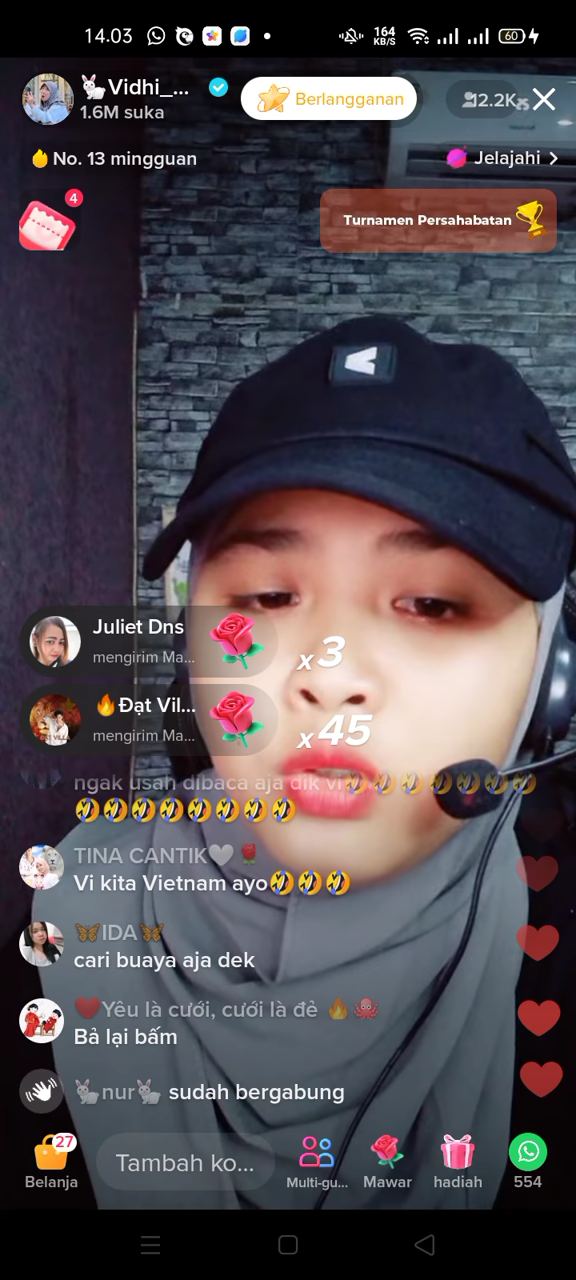 14.03
164
KB/S
60
🐇Vidhi_...
1.6M suka
Berlangganan
12.2K
No. 13 mingguan
Jelajahi >
4
Turnamen Persahabatan
Juliet Dns
mengirim Ma...
x3
🔥Đạt Vil...
mengirim Ma...
x45
ngak usah dibaca aja dik vi🤣🤣🤣🤣🤣🤣🤣
🤣🤣🤣🤣🤣🤣🤣🤣
TINA CANTIK🤍🌹
Vi kita Vietnam ayo🤣🤣🤣
🦋IDA🦋
cari buaya aja dek
❤️Yêu là cưới, cưới là đẻ 🔥🐙
Bả lại bấm
🐇nur🐇 sudah bergabung
27
Belanja
Tambah ko...
Multi-gu...
Mawar
hadiah
554